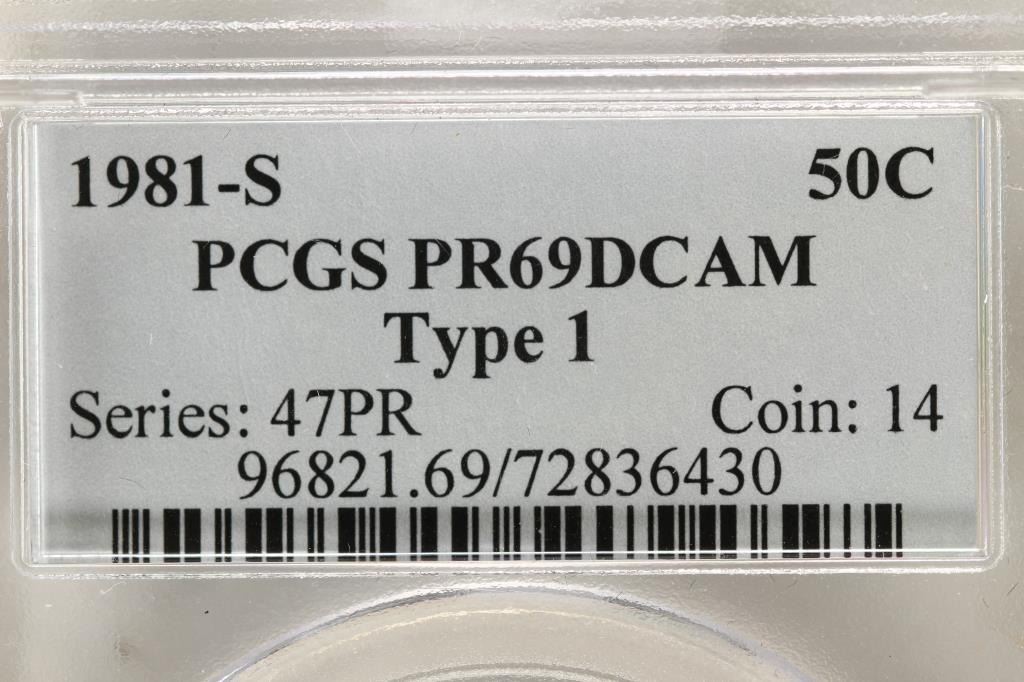 1981-S 50C
PCGS PR69DCAM
Type 1
Series: 47PR Coin: 14
96821.69/72836430